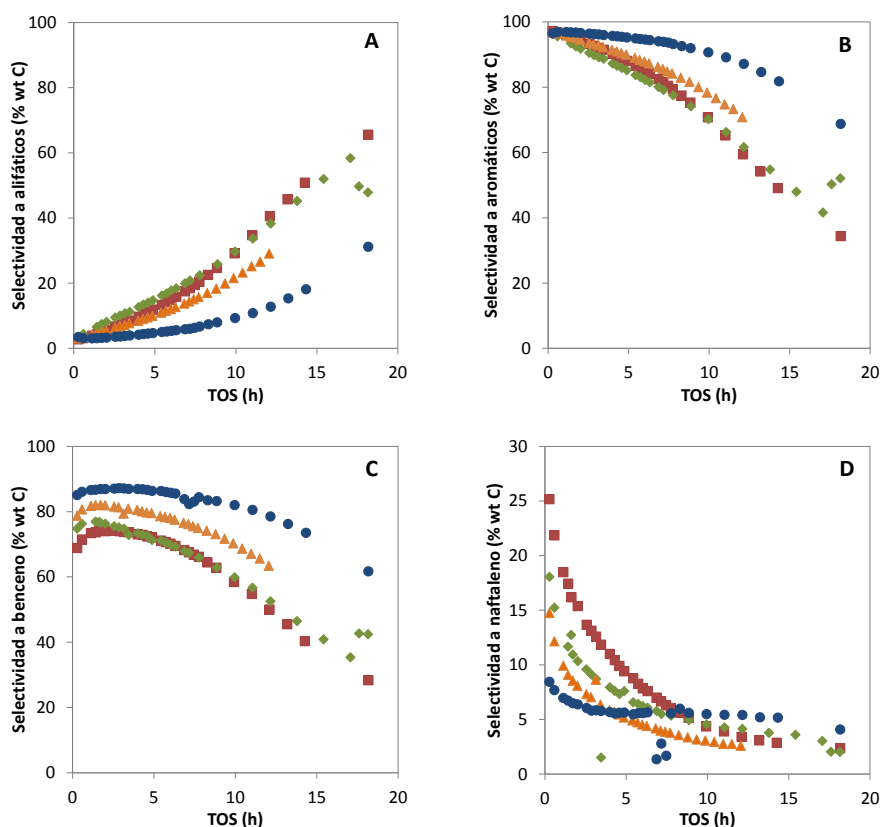 A
Selectividad a alifáticos (% wt C)
100
80
60
40
20
0
0 5 10 15 20
TOS (h)
B
Selectividad a aromáticos (% wt C)
100
80
60
40
20
0
0 5 10 15 20
TOS (h)
C
Selectividad a benceno (% wt C)
100
80
60
40
20
0
0 5 10 15 20
TOS (h)
D
Selectividad a naftaleno (% wt C)
30
25
20
15
10
5
0
0 5 10 15 20
TOS (h)